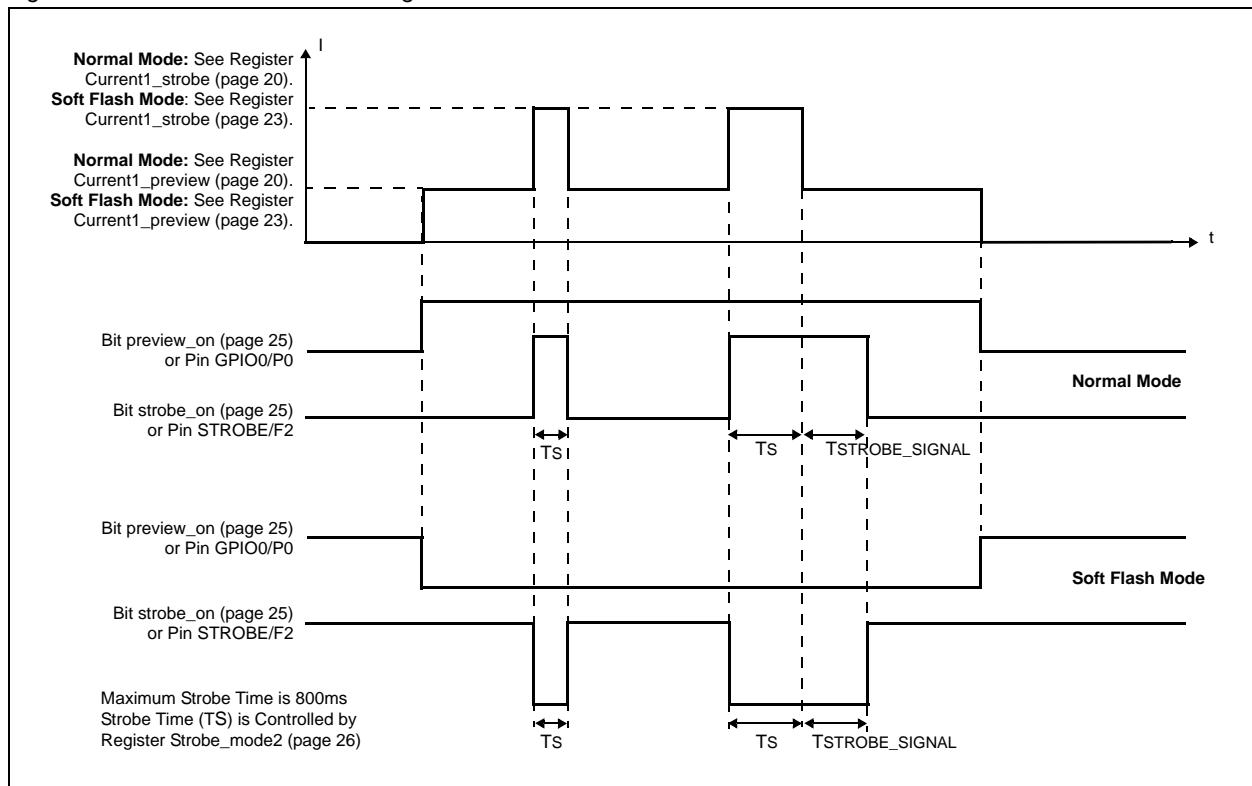 I
Normal Mode: See Register
Current1_strobe (page 20).
Soft Flash Mode: See Register
Current1_strobe (page 23).
Normal Mode: See Register
Current1_preview (page 20).
Soft Flash Mode: See Register
Current1_preview (page 23).
t
Bit preview_on (page 25)
or Pin GPIO0/P0
Normal Mode
Bit strobe_on (page 25)
or Pin STROBE/F2
TS
TS
TSTROBE_SIGNAL
Bit preview_on (page 25)
or Pin GPIO0/P0
Soft Flash Mode
Bit strobe_on (page 25)
or Pin STROBE/F2
Maximum Strobe Time is 800ms
Strobe Time (TS) is Controlled by
Register Strobe_mode2 (page 26)
TS
TS
TSTROBE_SIGNAL